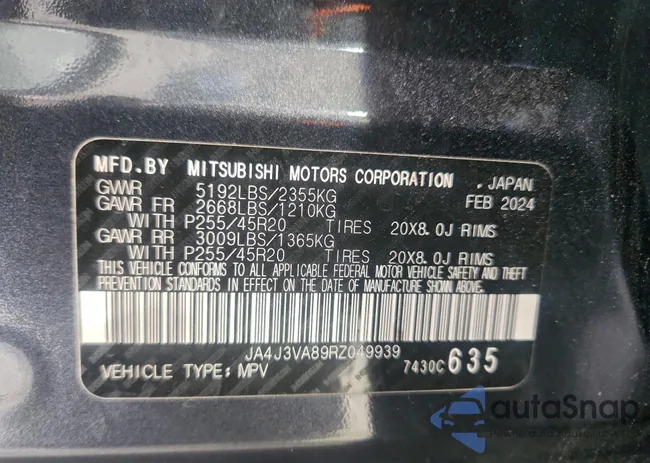 MFD.BY MITSUBISHI MOTORS CORPORATION , JAPAN
GVWR 5192LBS/2355KG FEB 2024
GAWR FR 2668LBS/1210KG
WITH P255/45R20 TIRES 20X8.0J RIMS
GAWR RR 3009LBS/1365KG
WITH P255/45R20 TIRES 20X8.0J RIMS
THIS VEHICLE CONFORMS TO ALL APPLICABLE FEDERAL MOTOR VEHICLE SAFETY AND THEFT
PREVENTION STANDARDS IN EFFECT ON THE DATE OF MANUFACTURE SHOWN ABOVE.
JA4J3VA89RZ049939
VEHICLE TYPE:MPV 7430C 635
autoSnap